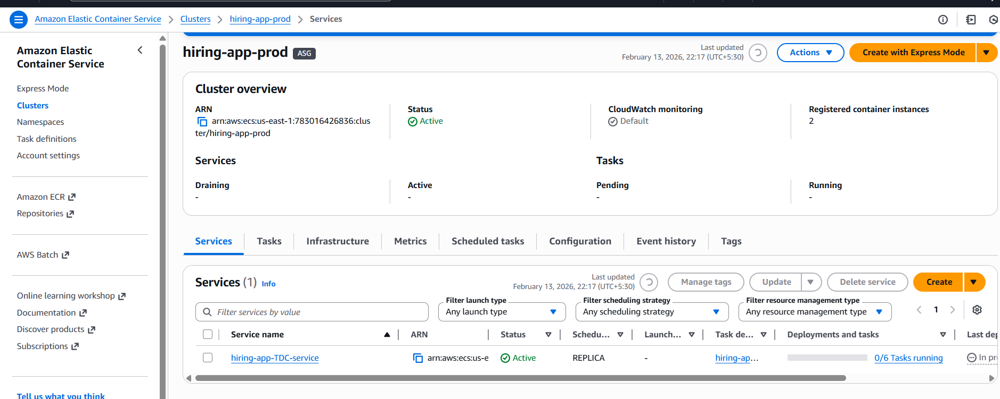 Amazon Elastic Container Service > Clusters > hiring-app-prod > Services
Amazon Elastic
Container Service
Express Mode
Clusters
Namespaces
Task definitions
Account settings
Amazon ECR
Repositories
AWS Batch
Online learning workshop
Documentation
Discover products
Subscriptions
Tell us what you think
hiring-app-prod ASG
Last updated
February 13, 2026, 22:17 (UTC+5:30)
Actions
Create with Express Mode
Cluster overview
ARN
arn:aws:ecs:us-east-1:783016426836:clus
ter/hiring-app-prod
Status
Active
CloudWatch monitoring
Default
Registered container instances
2
Services
Tasks
Draining
-
Active
-
Pending
-
Running
-
Services Tasks Infrastructure Metrics Scheduled tasks Configuration Event history Tags
Services (1) Info
Last updated
February 13, 2026, 22:17 (UTC+5:30)
Manage tags
Update
Delete service
Create
Filter services by value
Filter launch type
Any launch type
Filter scheduling strategy
Any scheduling strategy
Filter resource management type
Any resource management type
1
Service name ARN Status Schedu... Launch... Task de... Deployments and tasks Last dep
hiring-app-TDC-service arn:aws:ecs:us-e Active REPLICA - hiring-ap... 0/6 Tasks running In pr